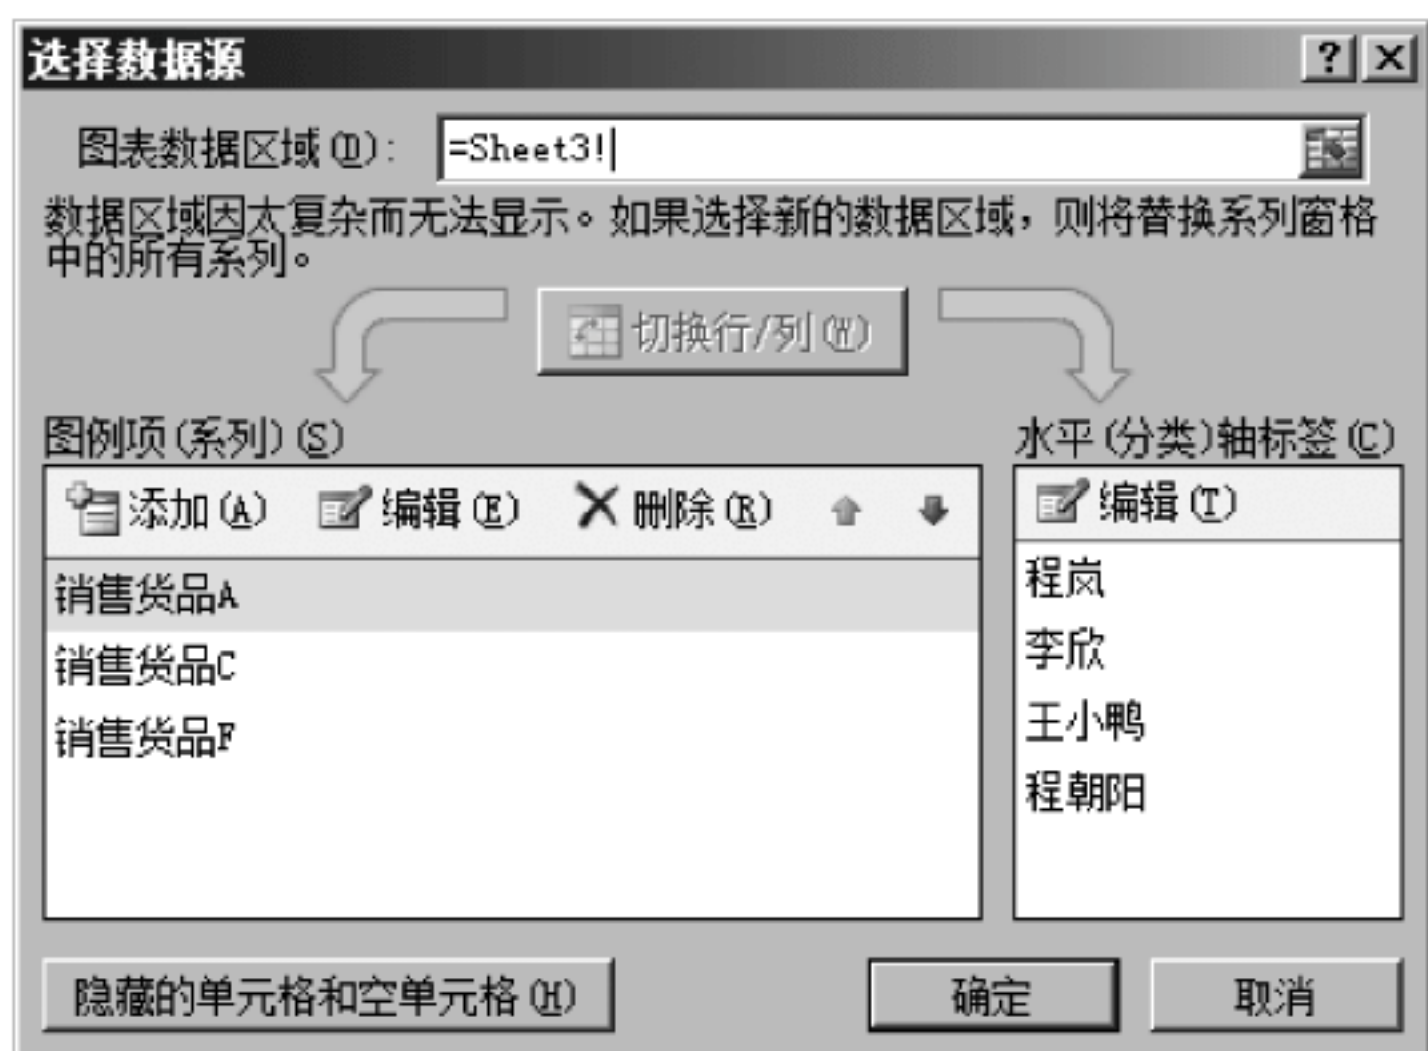 选择数据源
图表数据区域(D): =Sheet3!
数据区域因太复杂而无法显示。如果选择新的数据区域，则将替换系列窗格
中的所有系列。
切换行/列(W)
图例项(系列)(S)
添加(A) 编辑(E) 删除(R)
销售货品A
销售货品C
销售货品F
水平(分类)轴标签(C)
编辑(T)
程岚
李欣
王小鸭
程朝阳
隐藏的单元格和空单元格(H) 确定 取消